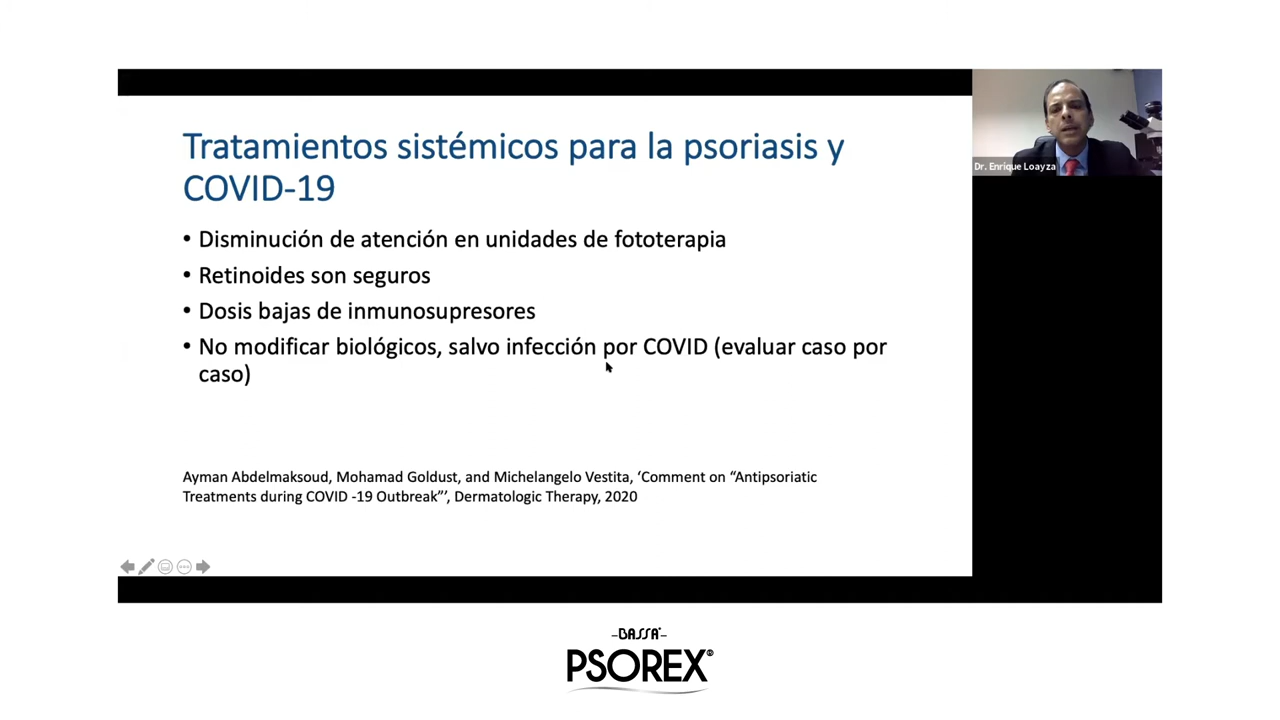 Tratamientos sistémicos para la psoriasis y
COVID-19
• Disminución de atención en unidades de fototerapia
• Retinoides son seguros
• Dosis bajas de inmunosupresores
• No modificar biológicos, salvo infección por COVID (evaluar caso por
caso)
Ayman Abdelmaksoud, Mohamad Goldust, and Michelangelo Vestita, ‘Comment on “Antipsoriatic
Treatments during COVID -19 Outbreak”’, Dermatologic Therapy, 2020
Dr. Enrique Loayza
BASSA
PSOREX®